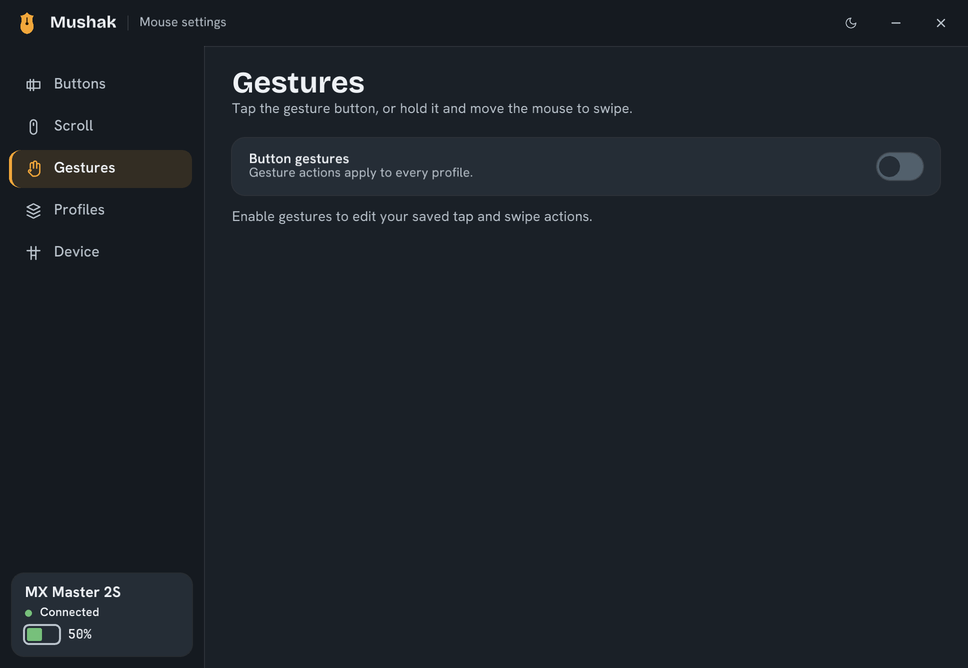 Mushak
Mouse settings
Buttons
Scroll
Gestures
Profiles
Device
Gestures
Tap the gesture button, or hold it and move the mouse to swipe.
Button gestures
Gesture actions apply to every profile.
Enable gestures to edit your saved tap and swipe actions.
MX Master 2S
Connected
50%